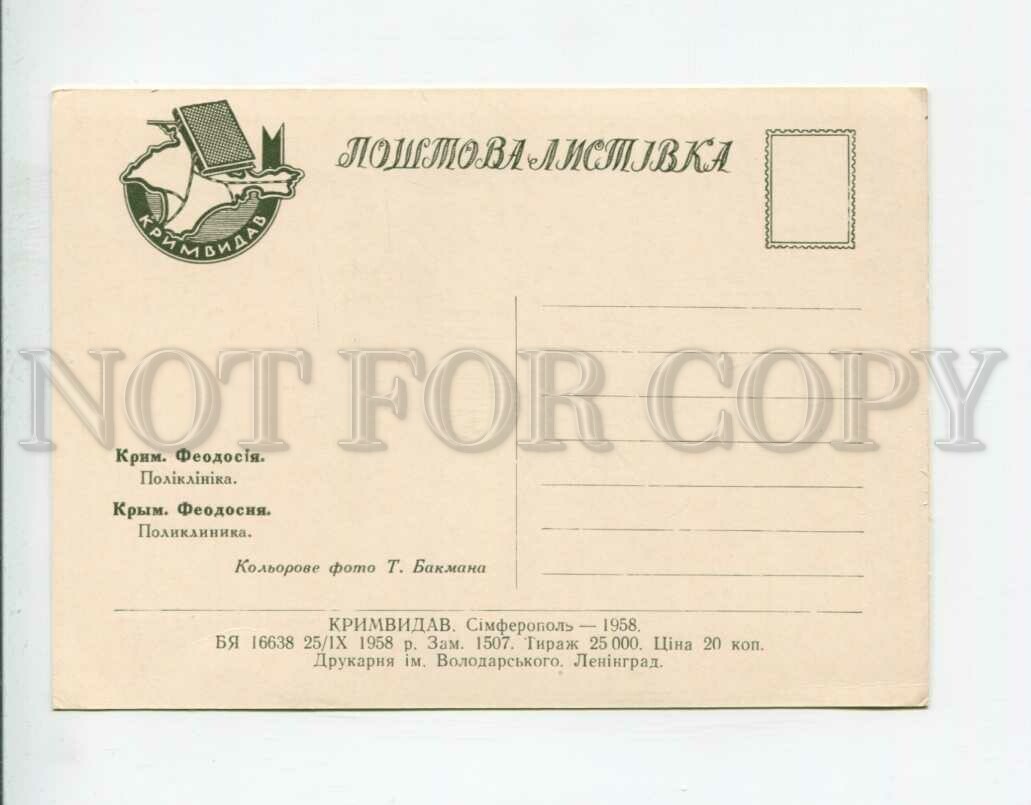 КРИМВИДАВ
ПОШТОВА ЛИСТІВКА
NOT FOR COPY
Крим. Феодосія.
Поліклініка.
Крым. Феодосия.
Поликлиника.
Кольорове фото Т. Бакмана
КРИМВИДАВ. Сімферополь — 1958.
БЯ 16638 25/IX 1958 р. Зам. 1507. Тираж 25 000. Ціна 20 коп.
Друкарня ім. Володарського. Ленінград.